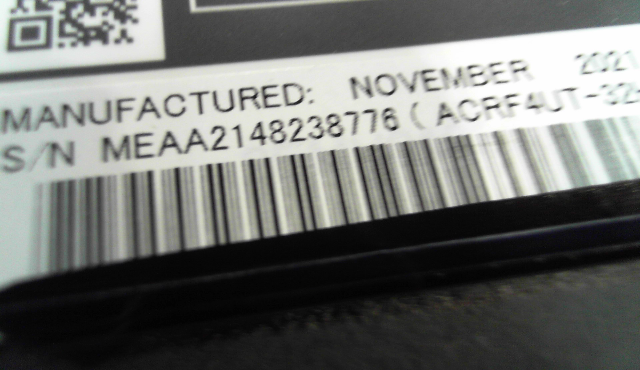 MANUFACTURED: NOVEMBER 2021
S/N MEAA2148238776 ( ACRF4UT-32